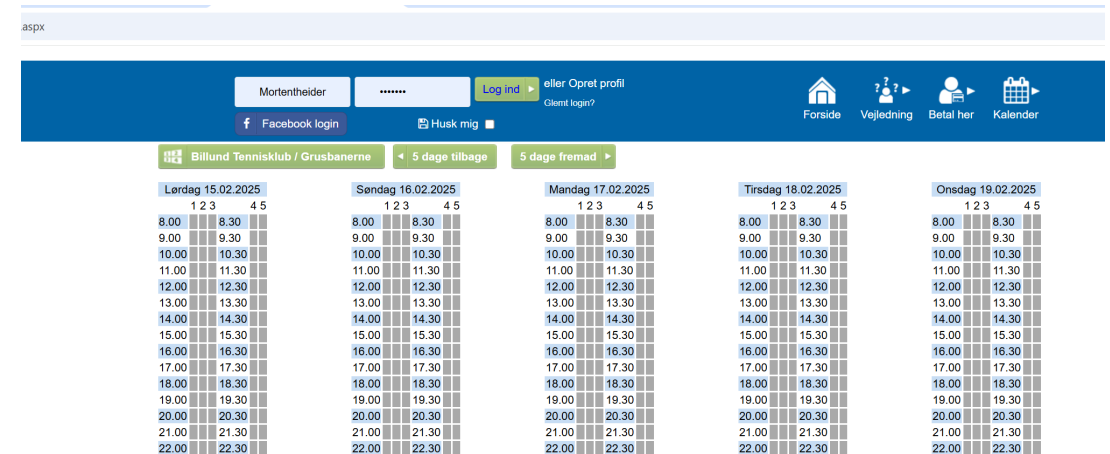 .aspx
Mortentheider ••••••• Log ind eller Opret profil
Glemt login?
f Facebook login Husk mig
Forside Vejledning Betal her Kalender
Billund Tennisklub / Grusbanerne 5 dage tilbage 5 dage fremad
Lørdag 15.02.2025 Søndag 16.02.2025 Mandag 17.02.2025 Tirsdag 18.02.2025 Onsdag 19.02.2025
1 2 3 4 5 1 2 3 4 5 1 2 3 4 5 1 2 3 4 5 1 2 3 4 5
8.00 8.30 8.00 8.30 8.00 8.30 8.00 8.30 8.00 8.30
9.00 9.30 9.00 9.30 9.00 9.30 9.00 9.30 9.00 9.30
10.00 10.30 10.00 10.30 10.00 10.30 10.00 10.30 10.00 10.30
11.00 11.30 11.00 11.30 11.00 11.30 11.00 11.30 11.00 11.30
12.00 12.30 12.00 12.30 12.00 12.30 12.00 12.30 12.00 12.30
13.00 13.30 13.00 13.30 13.00 13.30 13.00 13.30 13.00 13.30
14.00 14.30 14.00 14.30 14.00 14.30 14.00 14.30 14.00 14.30
15.00 15.30 15.00 15.30 15.00 15.30 15.00 15.30 15.00 15.30
16.00 16.30 16.00 16.30 16.00 16.30 16.00 16.30 16.00 16.30
17.00 17.30 17.00 17.30 17.00 17.30 17.00 17.30 17.00 17.30
18.00 18.30 18.00 18.30 18.00 18.30 18.00 18.30 18.00 18.30
19.00 19.30 19.00 19.30 19.00 19.30 19.00 19.30 19.00 19.30
20.00 20.30 20.00 20.30 20.00 20.30 20.00 20.30 20.00 20.30
21.00 21.30 21.00 21.30 21.00 21.30 21.00 21.30 21.00 21.30
22.00 22.30 22.00 22.30 22.00 22.30 22.00 22.30 22.00 22.30